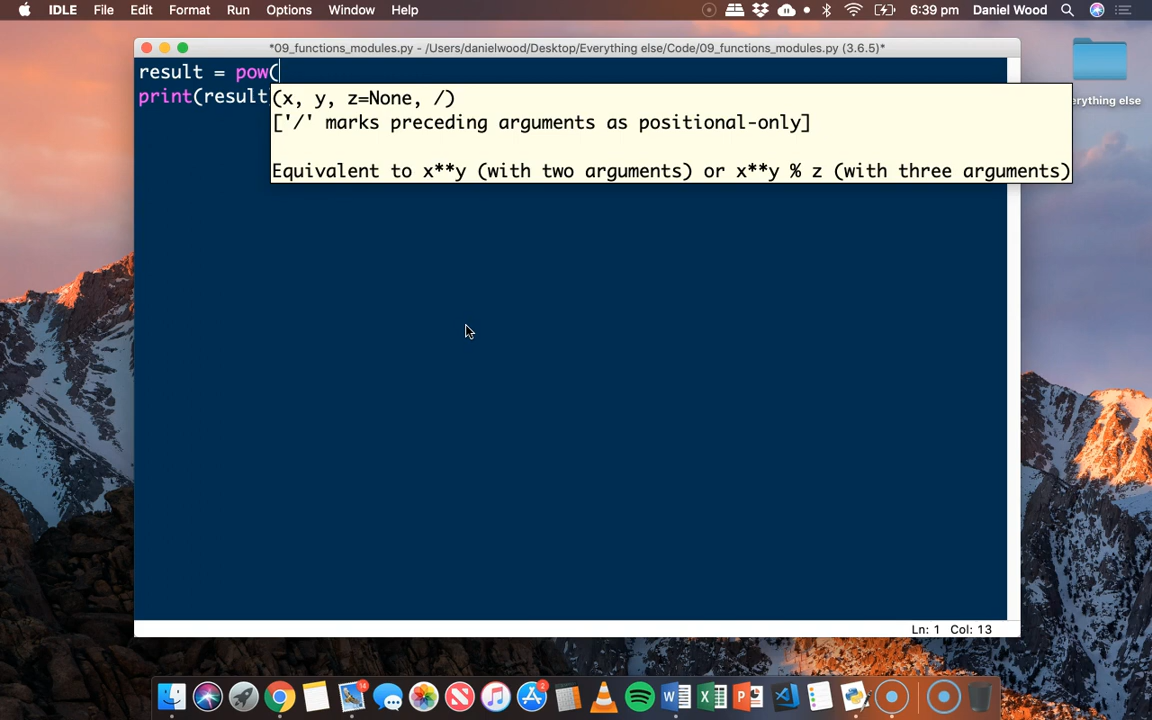 IDLE File Edit Format Run Options Window Help 6:39 pm Daniel Wood
*09_functions_modules.py - /Users/danielwood/Desktop/Everything else/Code/09_functions_modules.py (3.6.5)*
result = pow(
print(result
(x, y, z=None, /)
['/' marks preceding arguments as positional-only]
Equivalent to x**y (with two arguments) or x**y % z (with three arguments)
erything else
Ln: 1 Col: 13